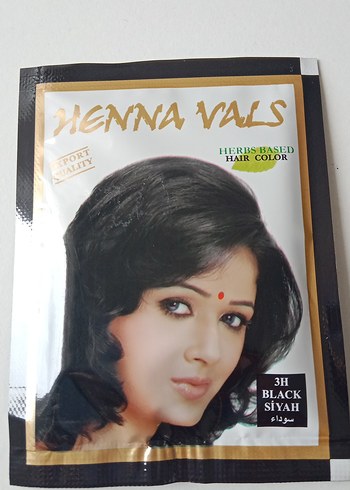 HENNA VALS
HERBS BASED
HAIR COLOR
EXPORT
QUALITY
3H
BLACK
SİYAH
سوداء